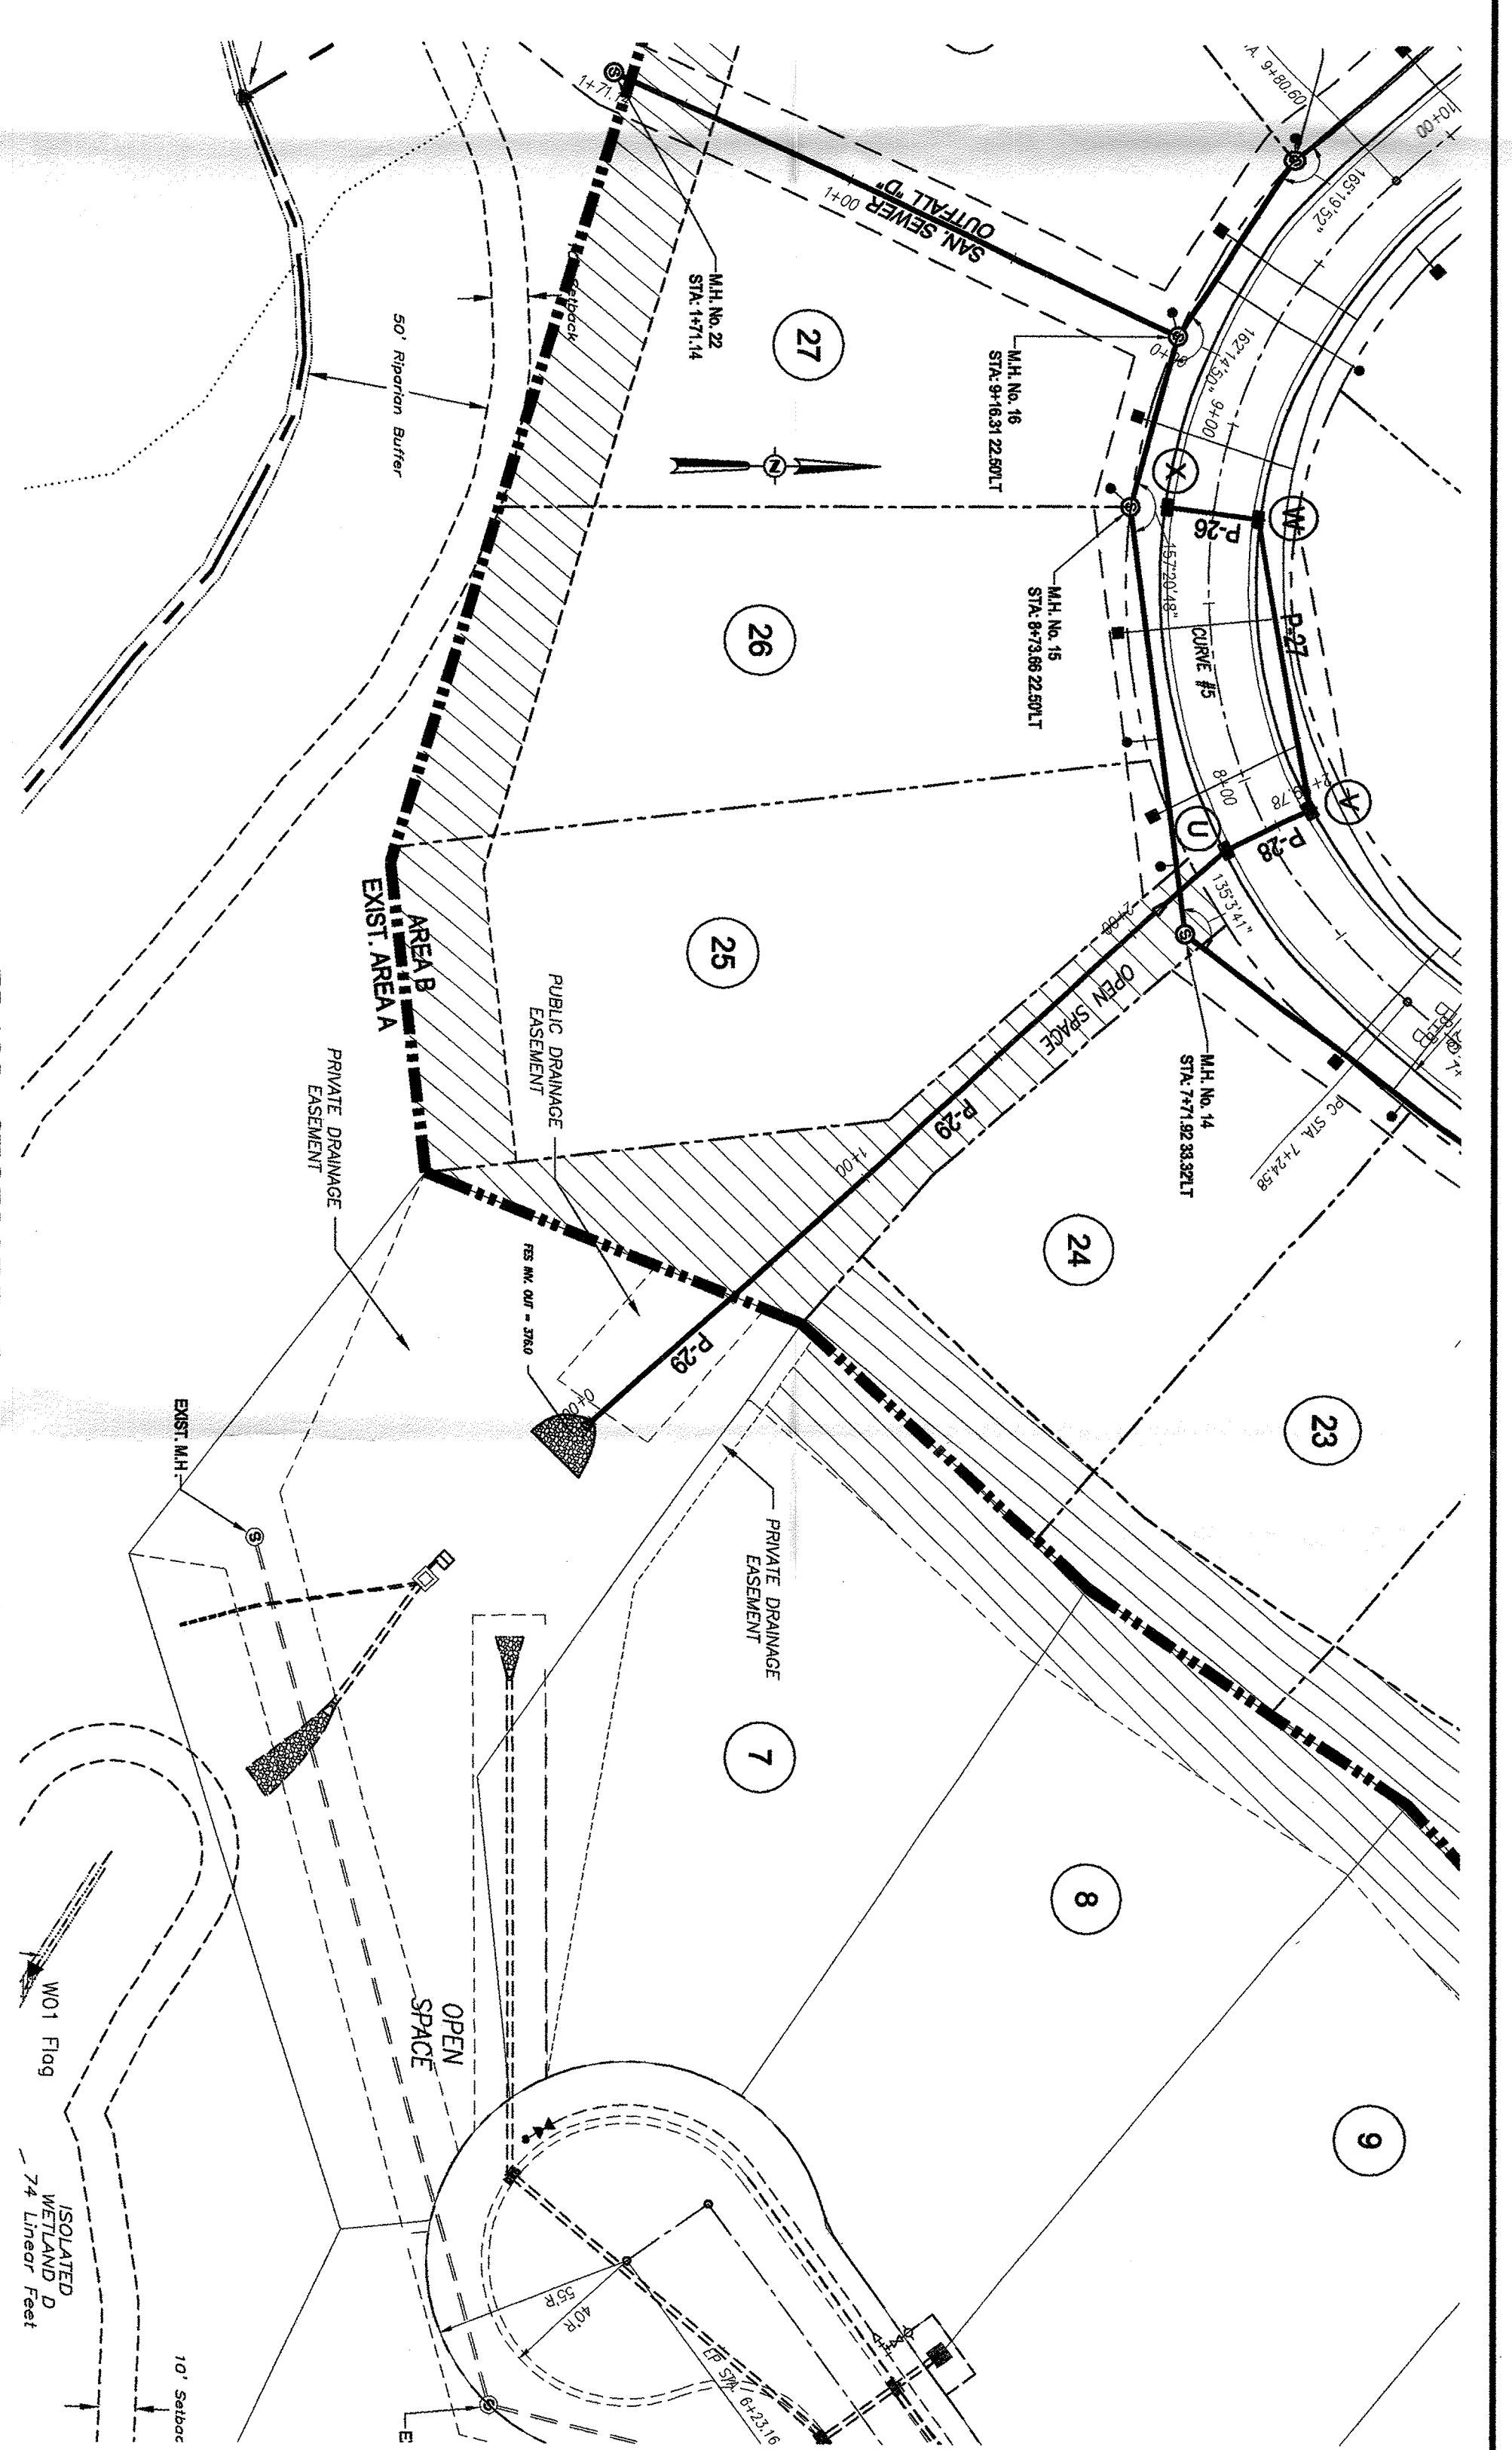 A. 9+80.60
10+00
165°19'52"
SAN. SEWER
OUTFALL "D"
1+00
M.H. No. 22
STA: 1+71.14
Setback
50' Riparian Buffer
27
N
M.H. No. 16
STA: 9+16.31 22.50'LT
162°14'50"
9+00
X
W
P-26
157°20'48"
M.H. No. 15
STA: 8+73.66 22.50'LT
26
CURVE #5
P-27
8+00
V
U
P-28
135°3'41"
2+00
OPEN SPACE
25
AREA B
EXIST. AREA A
PUBLIC DRAINAGE
EASEMENT
PRIVATE DRAINAGE
EASEMENT
M.H. No. 14
STA: 7+71.92 33.32'LT
PC STA. 7+24.58
P-29
1+00
24
23
FES INV. OUT = 376.0
P-29
0+00
EXIST. M.H.
PRIVATE DRAINAGE
EASEMENT
7
8
9
OPEN
SPACE
W01 Flag
ISOLATED
WETLAND D
74 Linear Feet
55'R
40'R
EP STA. 6+23.16
10' Setbac
E